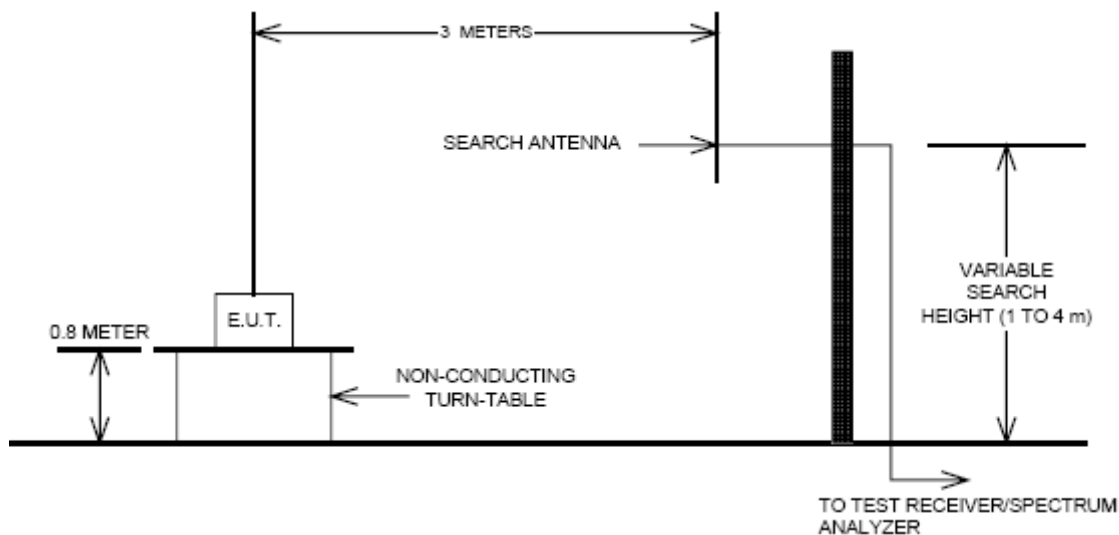 3 METERS
SEARCH ANTENNA
VARIABLE
SEARCH
HEIGHT (1 TO 4 m)
E.U.T.
0.8 METER
NON-CONDUCTING
TURN-TABLE
TO TEST RECEIVER/SPECTRUM
ANALYZER